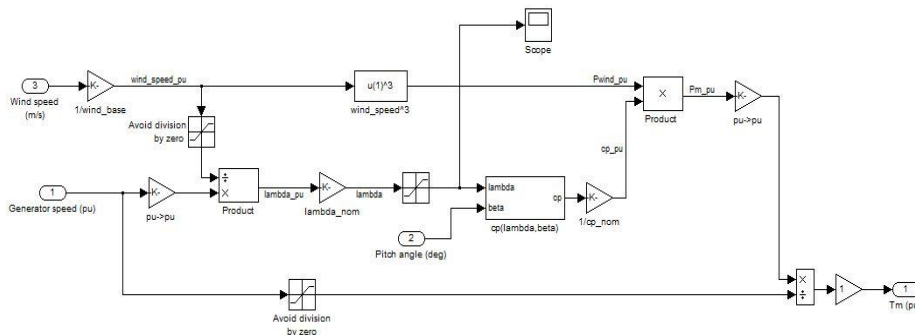 Scope
3
Wind speed
(m/s)
-K-
1/wind_base
wind_speed_pu
u(1)^3
wind_speed^3
Pwind_pu
×
Product
Pm_pu
-K-
pu->pu
Avoid division
by zero
cp_pu
1
Generator speed (pu)
-K-
pu->pu
÷
×
Product
lambda_pu
-K-
lambda_nom
lambda
lambda
beta
cp
cp(lambda,beta)
-K-
1/cp_nom
2
Pitch angle (deg)
Avoid division
by zero
×
÷
1
1
Tm (pu